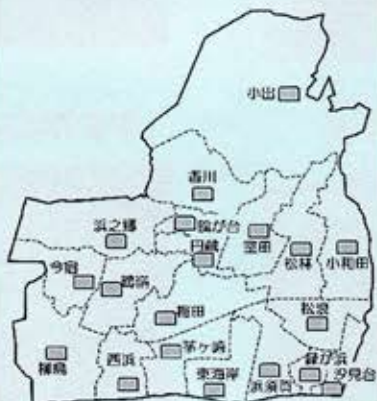 小出
香川
浜之郷
鶴が台
円蔵
室田
松林
小和田
今宿
鶴嶺
梅田
松浪
柳島
西浜
茅ヶ崎
東海岸
浜須賀
緑が浜
汐見台